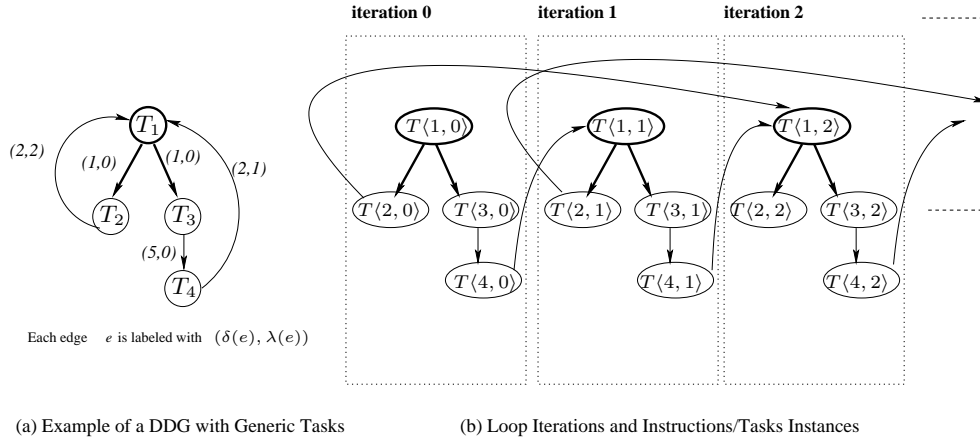 iteration 0
iteration 1
iteration 2
T1
(2,2)
(1,0)
(1,0)
(2,1)
T2
T3
(5,0)
T4
Each edge e is labeled with (δ(e), λ(e))
T⟨1, 0⟩
T⟨1, 1⟩
T⟨1, 2⟩
T⟨2, 0⟩
T⟨3, 0⟩
T⟨2, 1⟩
T⟨3, 1⟩
T⟨2, 2⟩
T⟨3, 2⟩
T⟨4, 0⟩
T⟨4, 1⟩
T⟨4, 2⟩
(a) Example of a DDG with Generic Tasks
(b) Loop Iterations and Instructions/Tasks Instances